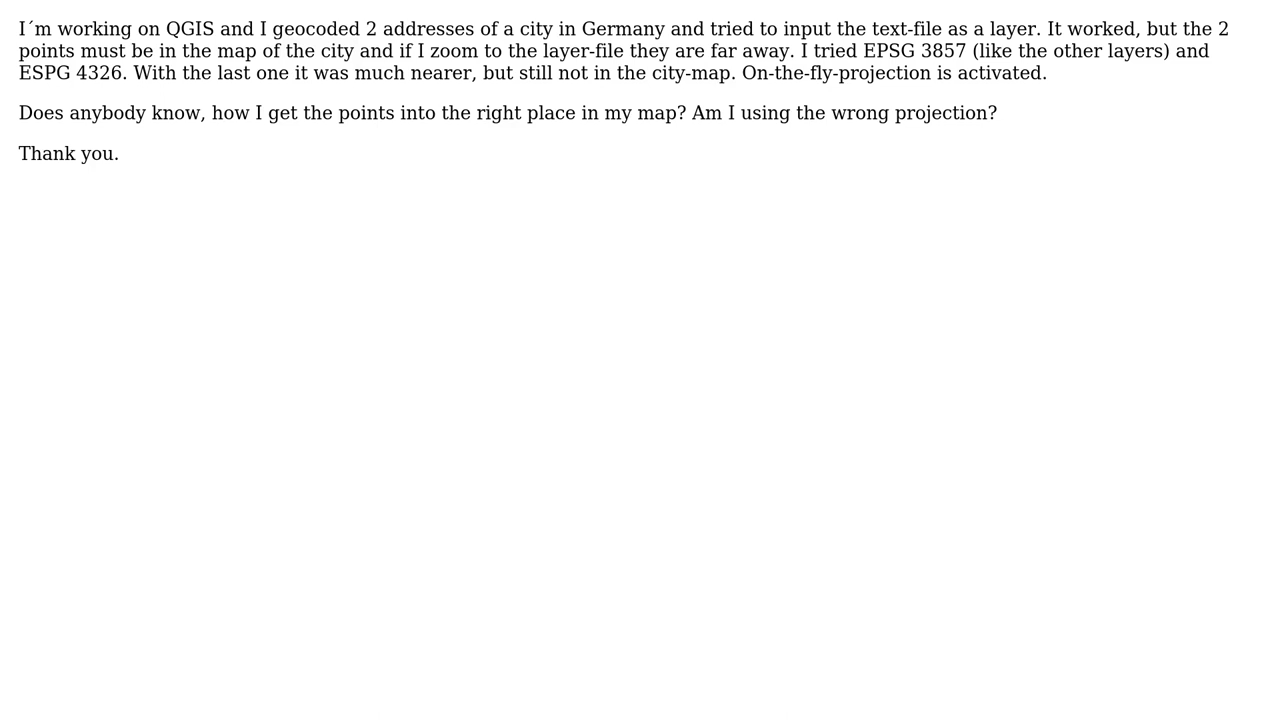 I´m working on QGIS and I geocoded 2 addresses of a city in Germany and tried to input the text-file as a layer. It worked, but the 2
points must be in the map of the city and if I zoom to the layer-file they are far away. I tried EPSG 3857 (like the other layers) and
ESPG 4326. With the last one it was much nearer, but still not in the city-map. On-the-fly-projection is activated.
Does anybody know, how I get the points into the right place in my map? Am I using the wrong projection?
Thank you.